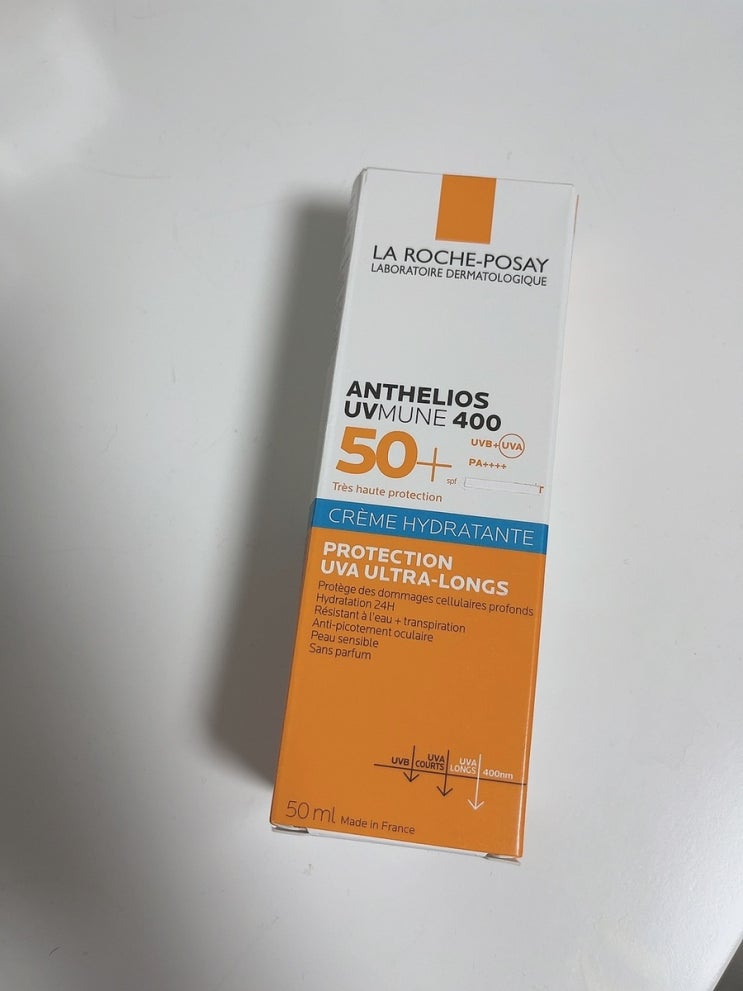 LA ROCHE-POSAY
LABORATOIRE DERMATOLOGIQUE
ANTHELIOS
UVMUNE 400
50+
spf
UVB+UVA
PA++++
Très haute protection
CRÈME HYDRATANTE
PROTECTION
UVA ULTRA-LONGS
Protège des dommages cellulaires profonds
Hydratation 24H
Résistant à l'eau + transpiration
Anti-picotement oculaire
Peau sensible
Sans parfum
UVB
UVA COURTS
UVA LONGS
400nm
50 ml Made in France